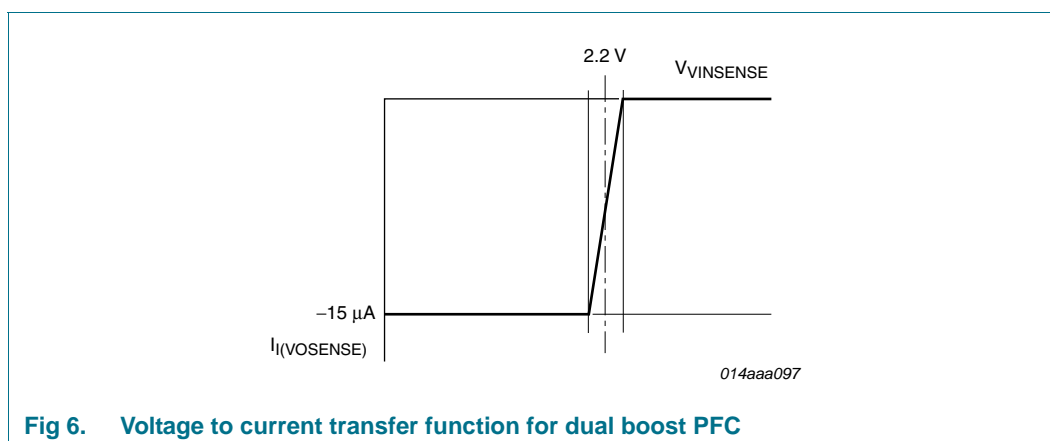 2.2 V
VVINSENSE
−15 μA
II(VOSENSE)
014aaa097
Fig 6. Voltage to current transfer function for dual boost PFC